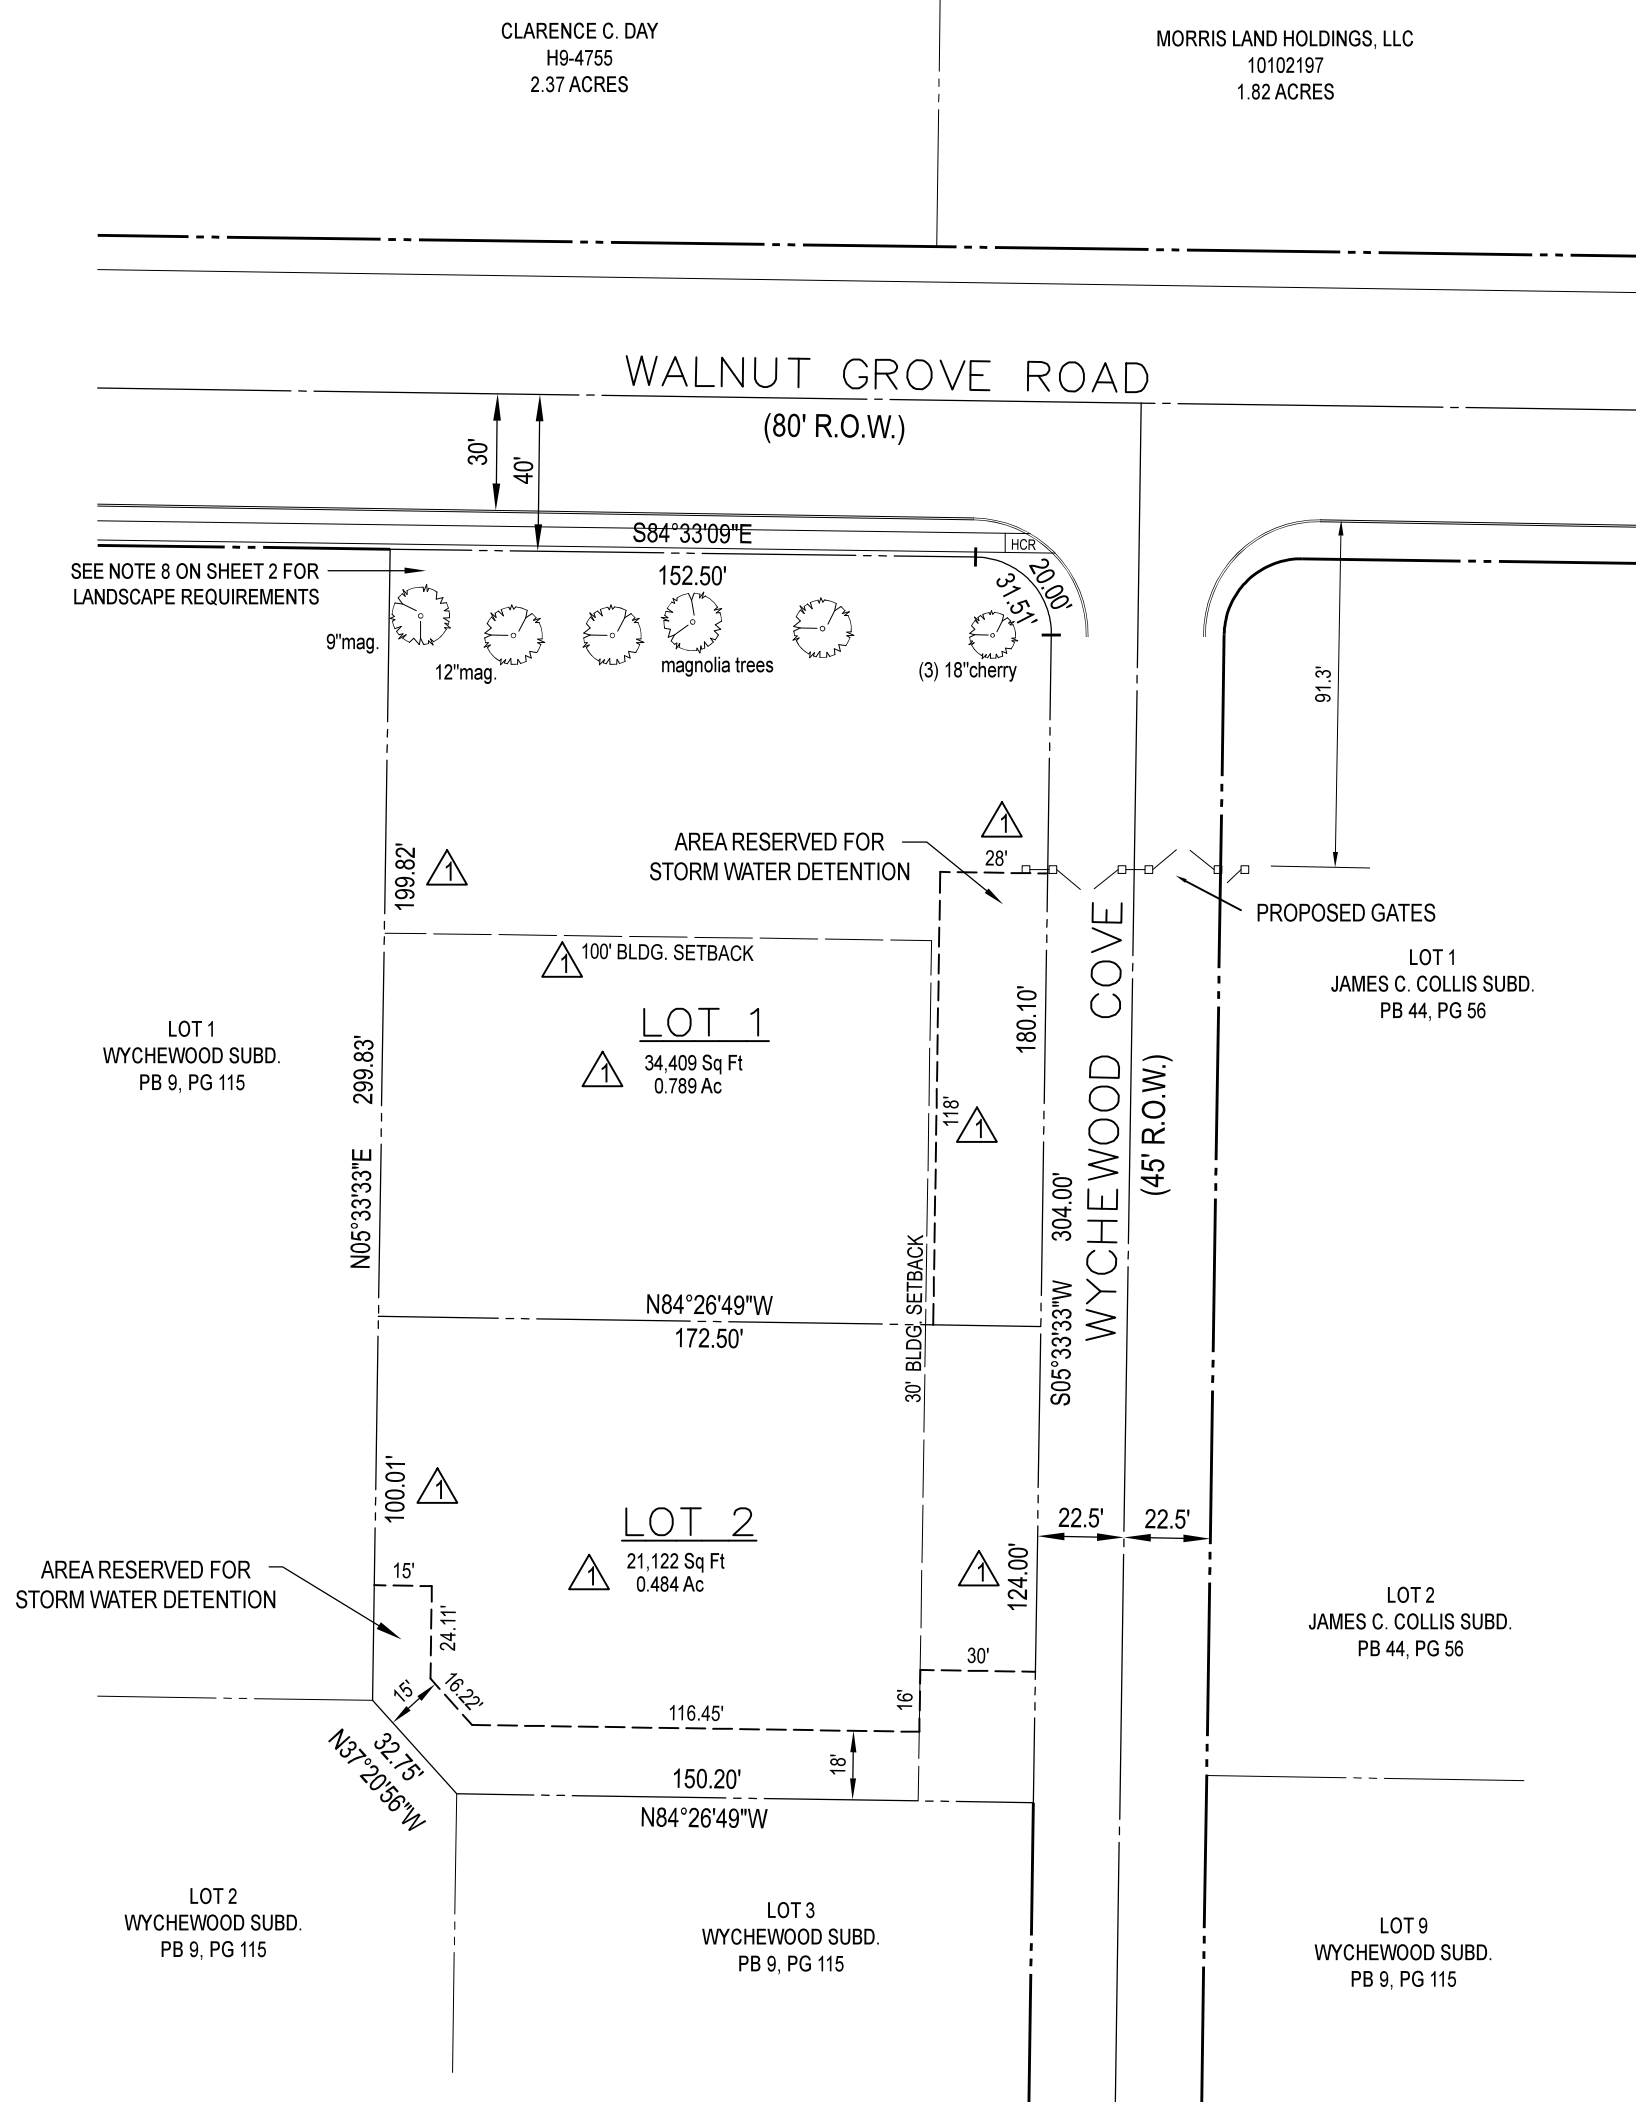 CLARENCE C. DAY
H9-4755
2.37 ACRES
MORRIS LAND HOLDINGS, LLC
10102197
1.82 ACRES
WALNUT GROVE ROAD
(80' R.O.W.)
30'
40'
S84°33'09"E
152.50'
HCR
20.00'
31.51'
SEE NOTE 8 ON SHEET 2 FOR
LANDSCAPE REQUIREMENTS
9"mag.
12"mag.
magnolia trees
(3) 18"cherry
91.3'
AREA RESERVED FOR
STORM WATER DETENTION
1
28'
199.82'
1
PROPOSED GATES
1
100' BLDG. SETBACK
LOT 1
JAMES C. COLLIS SUBD.
PB 44, PG 56
LOT 1
WYCHEWOOD SUBD.
PB 9, PG 115
N05°33'33"E 299.83'
LOT 1
34,409 Sq Ft
0.789 Ac
1
180.10'
118'
1
WYCHEWOOD COVE
(45' R.O.W.)
S05°33'33"W 304.00'
30' BLDG. SETBACK
N84°26'49"W
172.50'
100.01'
1
LOT 2
21,122 Sq Ft
0.484 Ac
1
1
124.00'
22.5'
22.5'
AREA RESERVED FOR
STORM WATER DETENTION
15'
24.11'
15'
16.22'
116.45'
16'
30'
18'
LOT 2
JAMES C. COLLIS SUBD.
PB 44, PG 56
32.75'
N37°20'56"W
150.20'
N84°26'49"W
LOT 2
WYCHEWOOD SUBD.
PB 9, PG 115
LOT 3
WYCHEWOOD SUBD.
PB 9, PG 115
LOT 9
WYCHEWOOD SUBD.
PB 9, PG 115